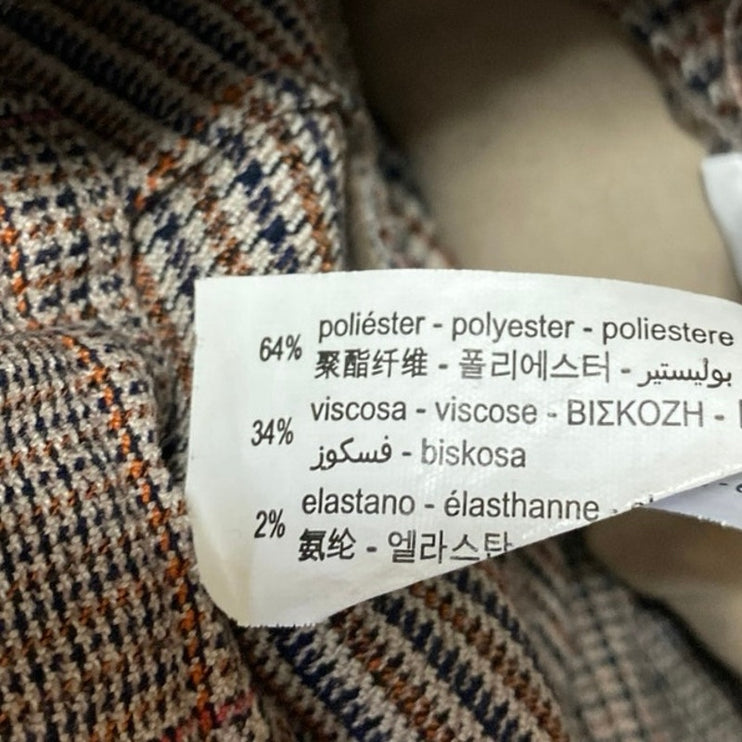 64% poliéster - polyester - poliestere
聚酯纤维 - 폴리에스터 - بوليستير
34% viscosa - viscose - ΒΙΣΚΟΖΗ -
فسكوز - biskosa
2% elastano - élasthanne -
氨纶 - 엘라스탄